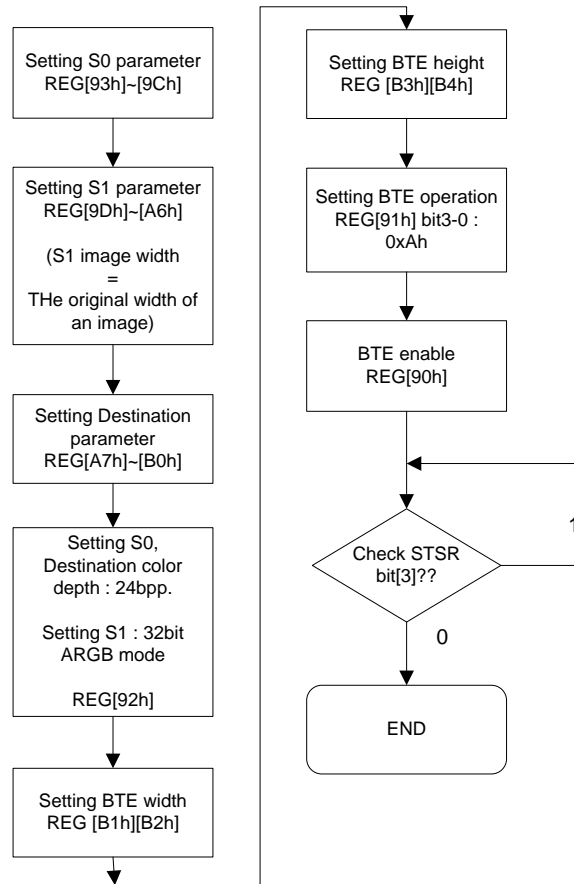 Setting S0 parameter
REG[93h]~[9Ch]
Setting S1 parameter
REG[9Dh]~[A6h]
(S1 image width
=
THe original width of
an image)
Setting Destination
parameter
REG[A7h]~[B0h]
Setting S0,
Destination color
depth : 24bpp.
Setting S1 : 32bit
ARGB mode
REG[92h]
Setting BTE width
REG [B1h][B2h]
Setting BTE height
REG [B3h][B4h]
Setting BTE operation
REG[91h] bit3-0 :
0xAh
BTE enable
REG[90h]
Check STSR
bit[3]??
1
0
END